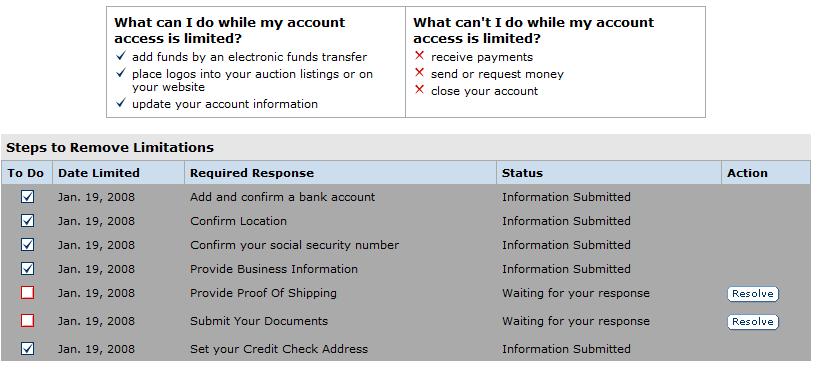 What can I do while my account
access is limited?
add funds by an electronic funds transfer
place logos into your auction listings or on
your website
update your account information
What can't I do while my account
access is limited?
receive payments
send or request money
close your account
Steps to Remove Limitations
To Do Date Limited Required Response Status Action
Jan. 19, 2008 Add and confirm a bank account Information Submitted
Jan. 19, 2008 Confirm Location Information Submitted
Jan. 19, 2008 Confirm your social security number Information Submitted
Jan. 19, 2008 Provide Business Information Information Submitted
Jan. 19, 2008 Provide Proof Of Shipping Waiting for your response Resolve
Jan. 19, 2008 Submit Your Documents Waiting for your response Resolve
Jan. 19, 2008 Set your Credit Check Address Information Submitted